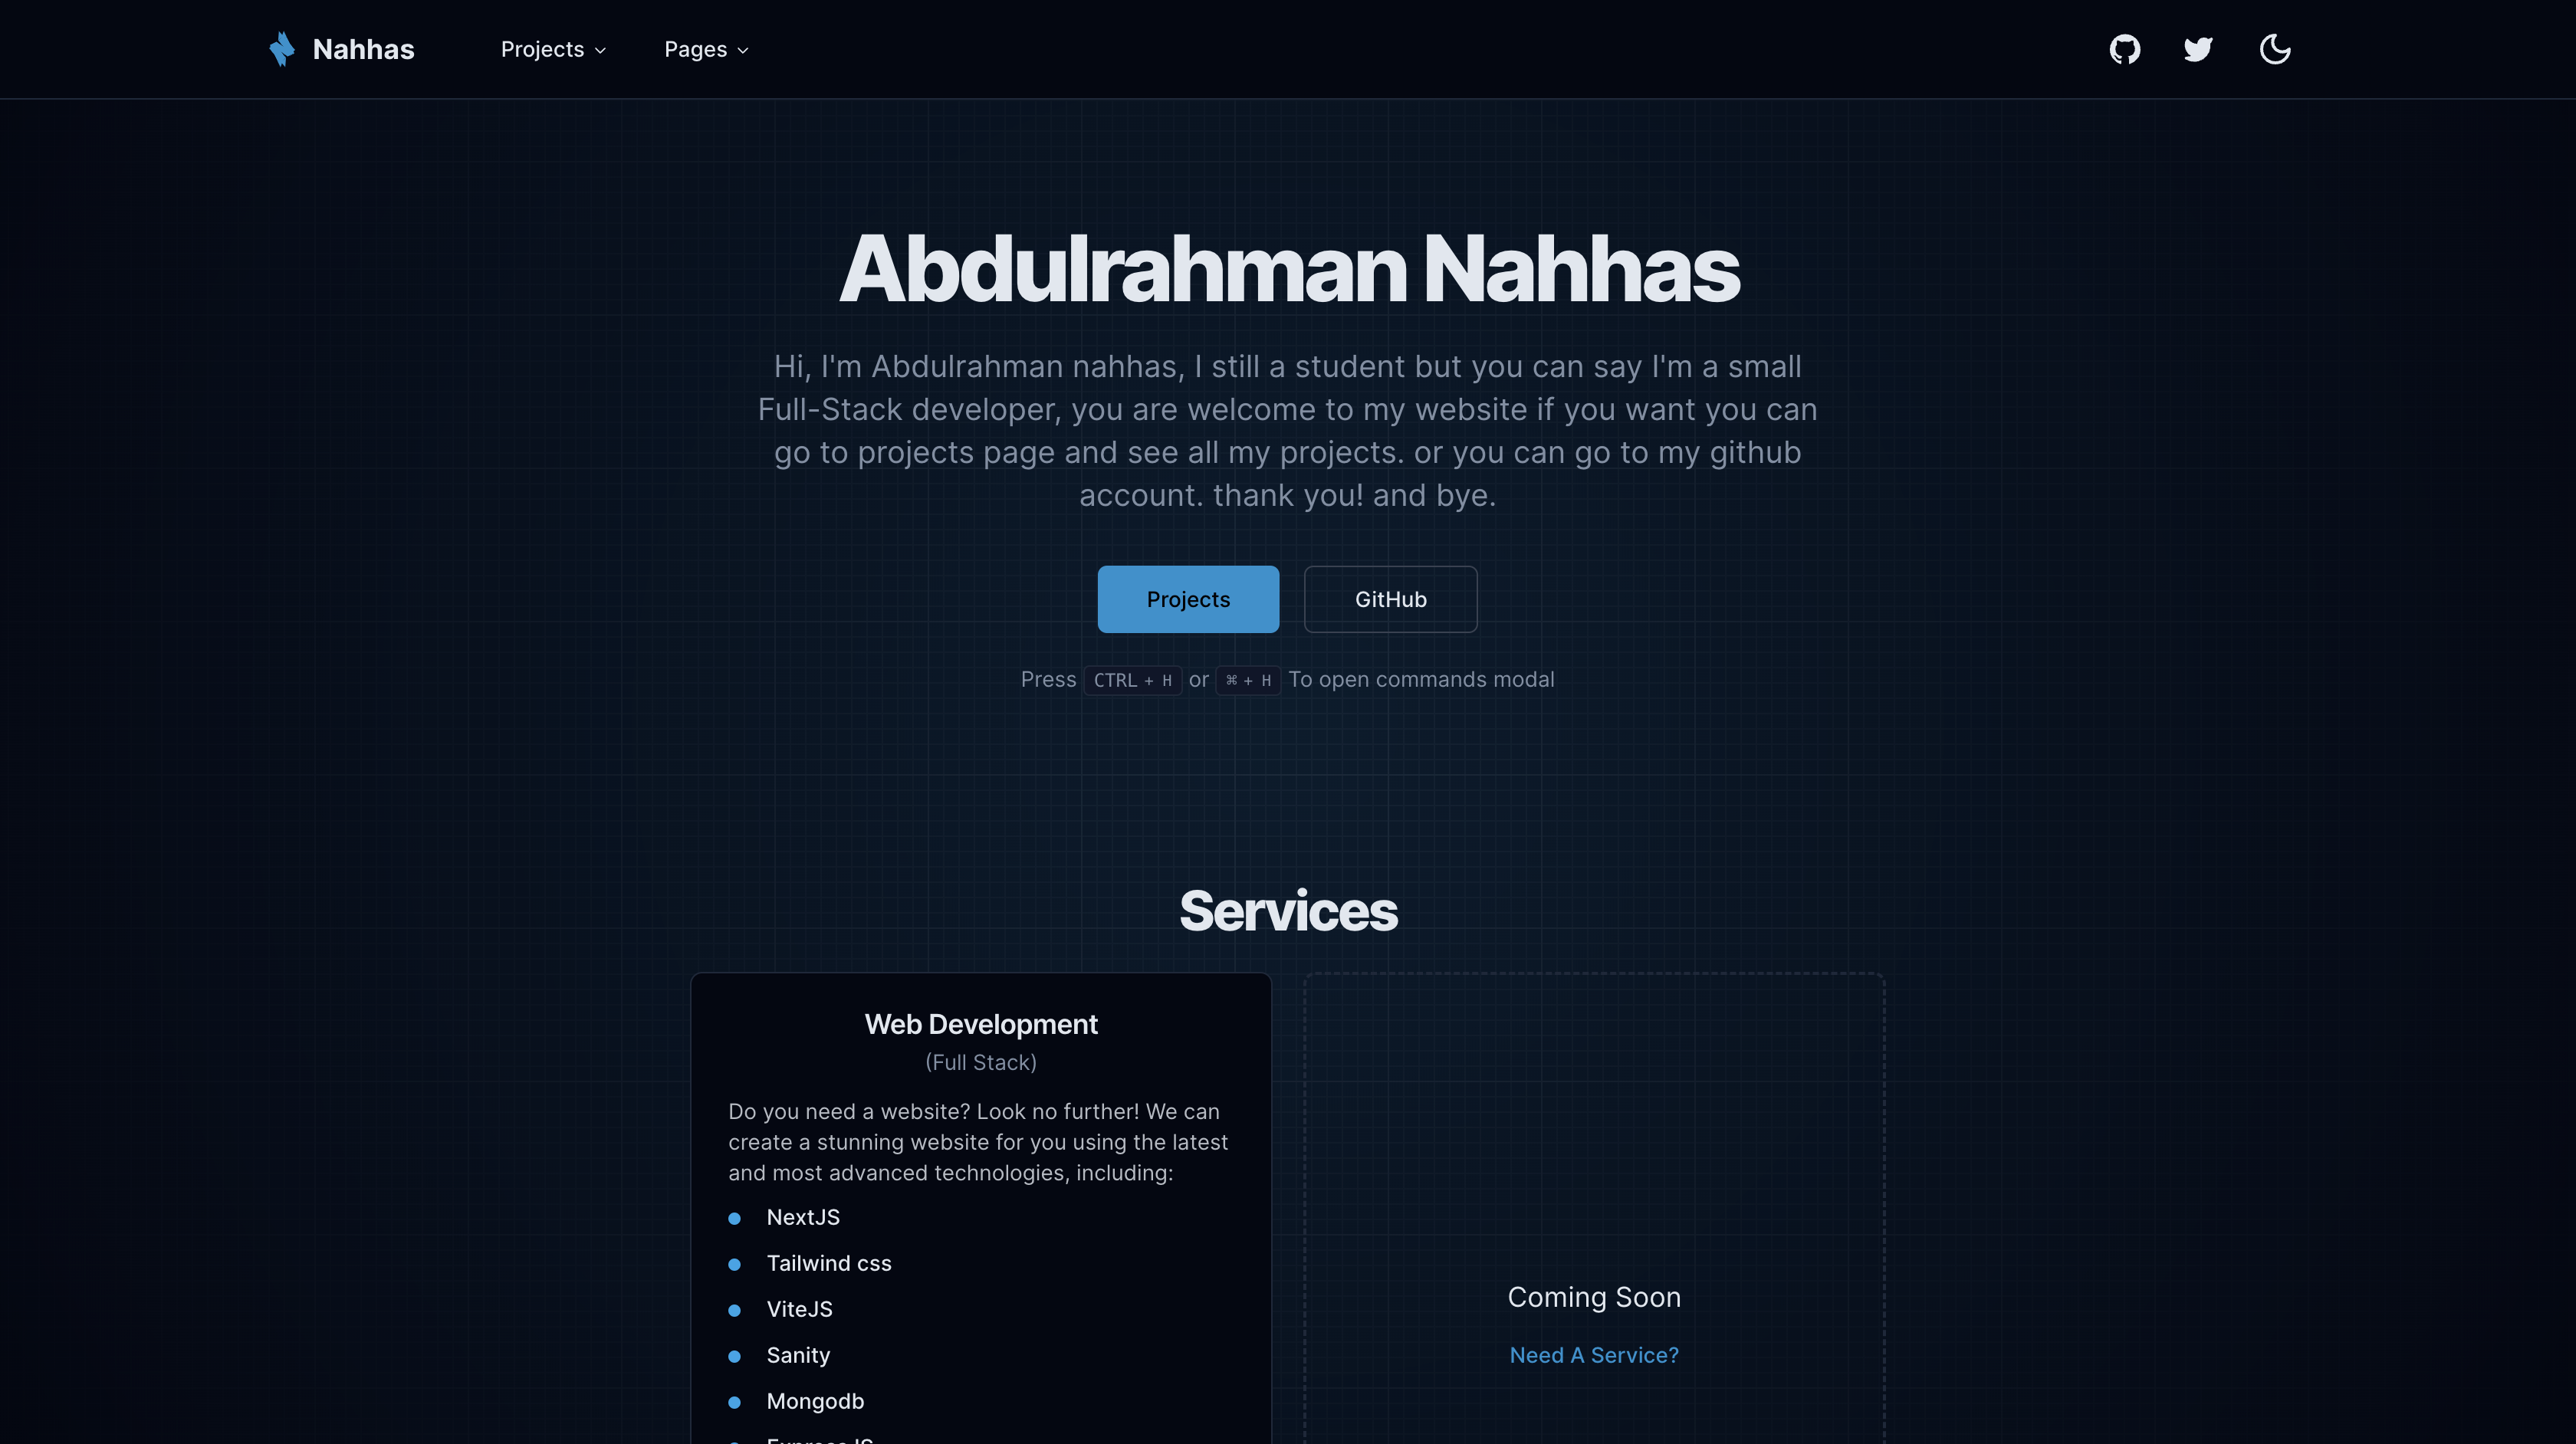 Nahhas
Projects
Pages
Abdulrahman Nahhas
Hi, I'm Abdulrahman nahhas, I still a student but you can say I'm a small
Full-Stack developer, you are welcome to my website if you want you can
go to projects page and see all my projects. or you can go to my github
account. thank you! and bye.
Projects
GitHub
Press CTRL + H or ⌘ + H To open commands modal
Services
Web Development
(Full Stack)
Do you need a website? Look no further! We can
create a stunning website for you using the latest
and most advanced technologies, including:
NextJS
Tailwind css
ViteJS
Sanity
Mongodb
Coming Soon
Need A Service?